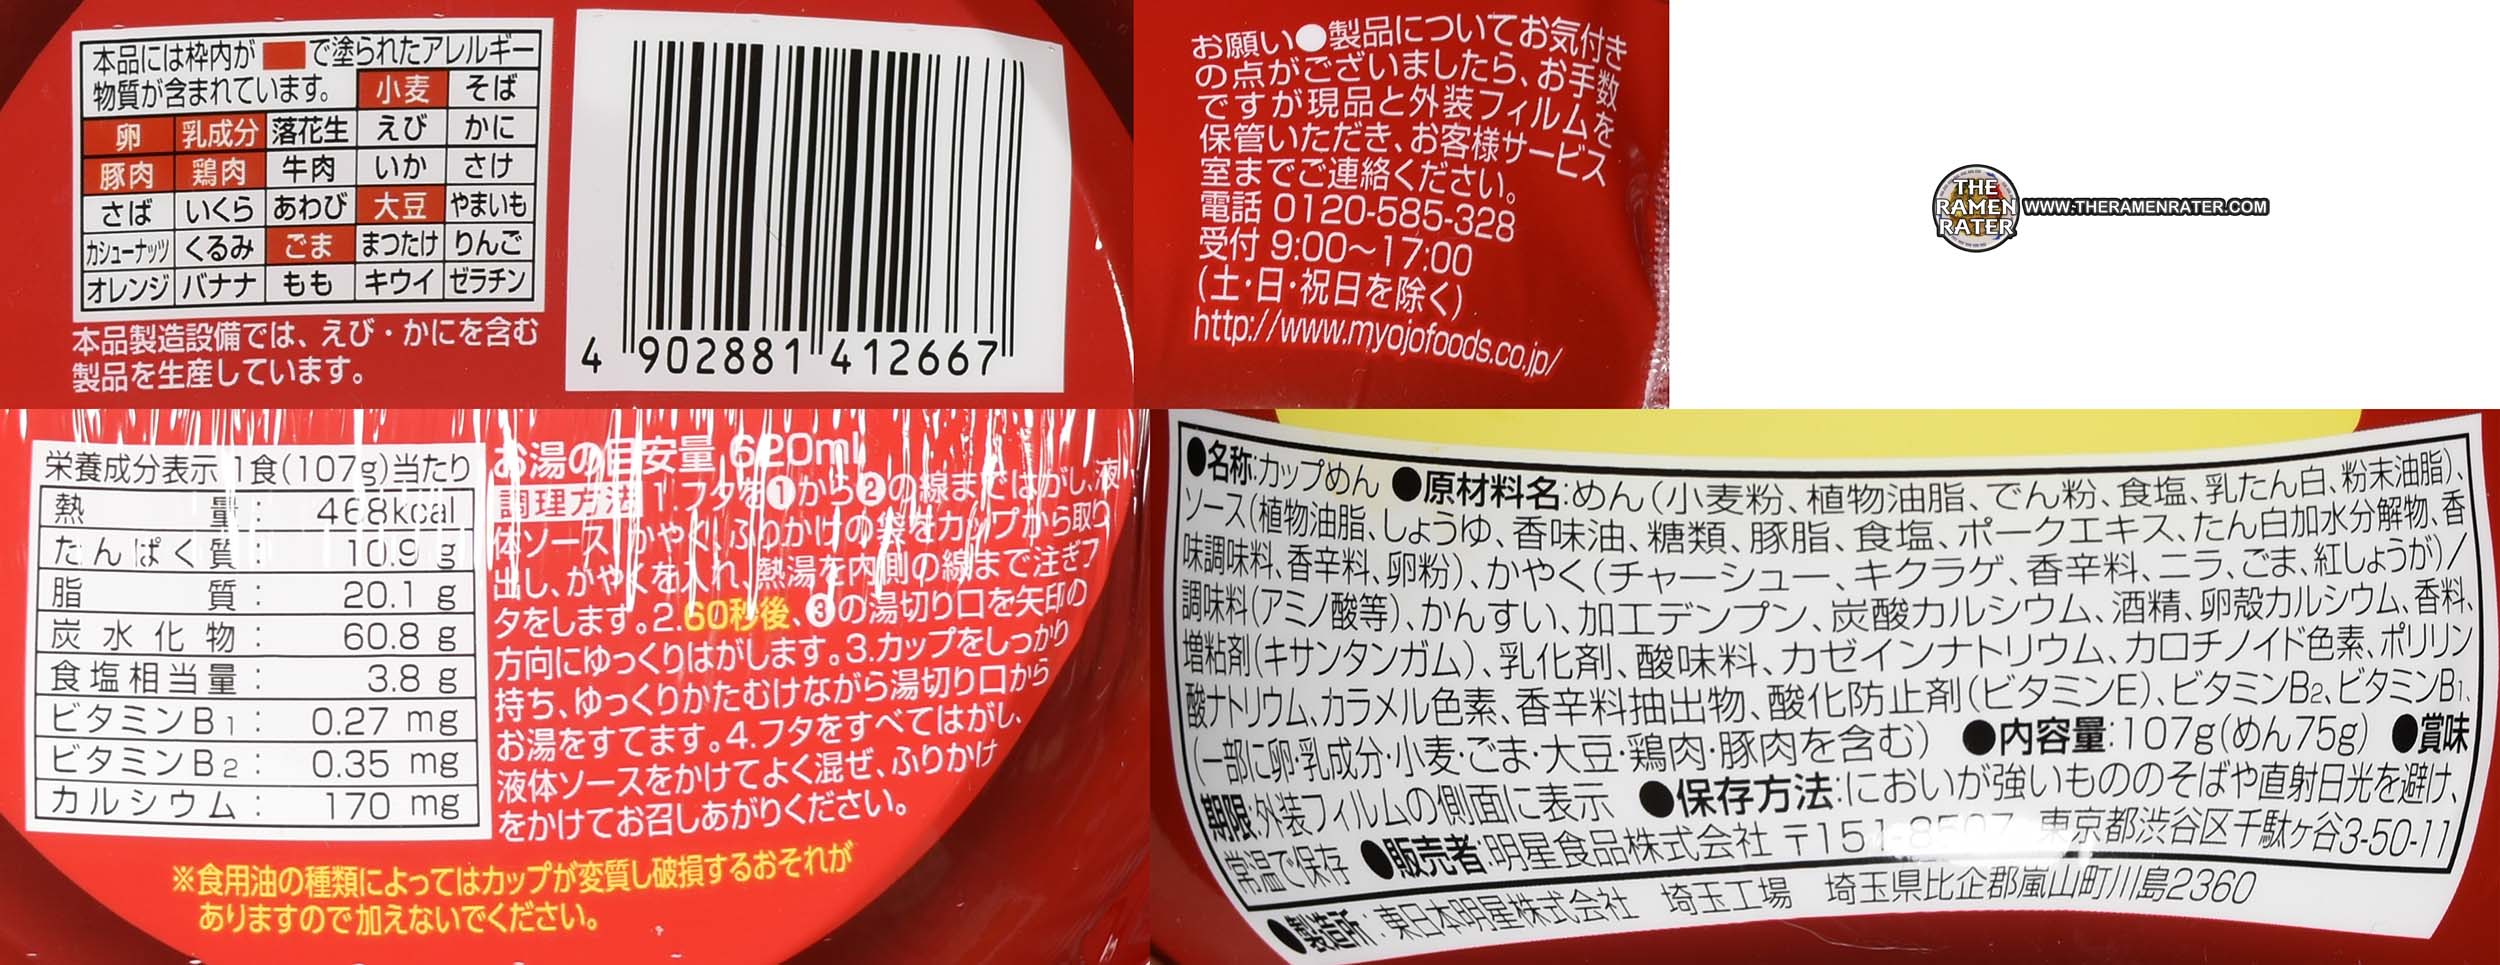 本品には枠内が で塗られたアレルギー
物質が含まれています。 小麦 そば
卵 乳成分 落花生 えび かに
豚肉 鶏肉 牛肉 いか さけ
さば いくら あわび 大豆 やまいも
カシューナッツ くるみ ごま まつたけ りんご
オレンジ バナナ もも キウイ ゼラチン
本品製造設備では、えび・かにを含む
製品を生産しています。
4 902881 412667
お願い●製品についてお気付き
の点がございましたら、お手数
ですが現品と外装フィルムを
保管いただき、お客様サービス
室までご連絡ください。
電話 0120-585-328
受付 9:00〜17:00
(土・日・祝日を除く)
http://www.myojofoods.co.jp/
THE
RAMEN
RATER
WWW.THERAMENRATER.COM
栄養成分表示 1食(107g)当たり
熱量: 468kcal
たんぱく質: 10.9 g
脂質: 20.1 g
炭水化物: 60.8 g
食塩相当量: 3.8 g
ビタミンB1: 0.27 mg
ビタミンB2: 0.35 mg
カルシウム: 170 mg
お湯の目安量 620ml
調理方法 1.フタを❶から❷の線まではがし、液
体ソース、かやく、ふりかけの袋をカップから取り
出し、かやくを入れ、熱湯を内側の線まで注ぎフ
タをします。2.60秒後、❸の湯切り口を矢印の
方向にゆっくりはがします。3.カップをしっかり
持ち、ゆっくりかたむけながら湯切り口から
お湯をすてます。4.フタをすべてはがし、
液体ソースをかけてよく混ぜ、ふりかけ
をかけてお召しあがりください。
※食用油の種類によってはカップが変質し破損するおそれが
ありますので加えないでください。
●名称:カップめん ●原材料名:めん(小麦粉、植物油脂、でん粉、食塩、乳たん白、粉末油脂)、
ソース(植物油脂、しょうゆ、香味油、糖類、豚脂、食塩、ポークエキス、たん白加水分解物、香
味調味料、香辛料、卵粉)、かやく(チャーシュー、キクラゲ、香辛料、ニラ、ごま、紅しょうが)/
調味料(アミノ酸等)、かんすい、加工デンプン、炭酸カルシウム、酒精、卵殻カルシウム、香料、
増粘剤(キサンタンガム)、乳化剤、酸味料、カゼインナトリウム、カロチノイド色素、ポリリン
酸ナトリウム、カラメル色素、香辛料抽出物、酸化防止剤(ビタミンE)、ビタミンB2、ビタミンB1、
(一部に卵・乳成分・小麦・ごま・大豆・鶏肉・豚肉を含む) ●内容量:107g(めん75g) ●賞味
期限:外装フィルムの側面に表示 ●保存方法:においが強いもののそばや直射日光を避け、
常温で保存 ●販売者:明星食品株式会社 〒151-8507 東京都渋谷区千駄ヶ谷3-50-11
●製造所:東日本明星株式会社 埼玉工場 埼玉県比企郡嵐山町川島2360